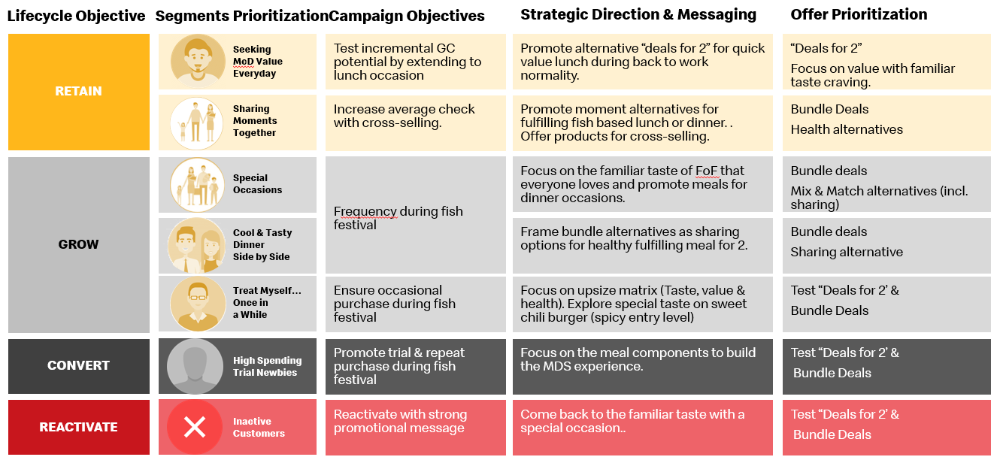 Lifecycle Objective
Segments Prioritization
Campaign Objectives
Strategic Direction & Messaging
Offer Prioritization
RETAIN
Seeking
McD Value
Everyday
Test incremental GC
potential by extending to
lunch occasion
Promote alternative “deals for 2” for quick
value lunch during back to work
normality.
“Deals for 2”
Focus on value with familiar
taste craving.
Sharing
Moments
Together
Increase average check
with cross-selling.
Promote moment alternatives for
fulfilling fish based lunch or dinner. .
Offer products for cross-selling.
Bundle Deals
Health alternatives
GROW
Special
Occasions
Frequency during fish
festival
Focus on the familiar taste of FoF that
everyone loves and promote meals for
dinner occasions.
Bundle deals
Mix & Match alternatives (incl.
sharing)
Cool & Tasty
Dinner
Side by Side
Frame bundle alternatives as sharing
options for healthy fulfilling meal for 2.
Bundle deals
Sharing alternative
Treat Myself...
Once in
a While
Ensure occasional
purchase during fish
festival
Focus on upsize matrix (Taste, value &
health). Explore special taste on sweet
chili burger (spicy entry level)
Test “Deals for 2’ &
Bundle Deals
CONVERT
High Spending
Trial Newbies
Promote trial & repeat
purchase during fish
festival
Focus on the meal components to build
the MDS experience.
Test “Deals for 2’ &
Bundle Deals
REACTIVATE
Inactive
Customers
Reactivate with strong
promotional message
Come back to the familiar taste with a
special occasion..
Test “Deals for 2’ &
Bundle Deals